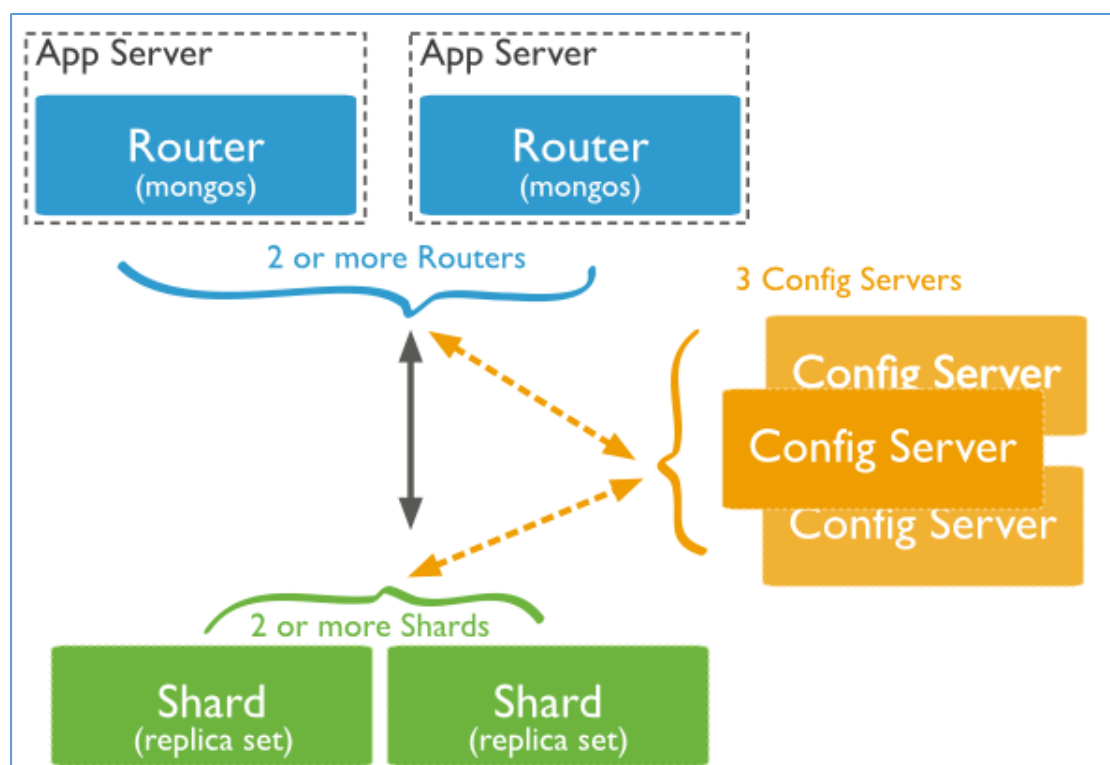 App Server
Router
(mongos)
App Server
Router
(mongos)
2 or more Routers
3 Config Servers
Config Server
Config Server
Config Server
2 or more Shards
Shard
(replica set)
Shard
(replica set)